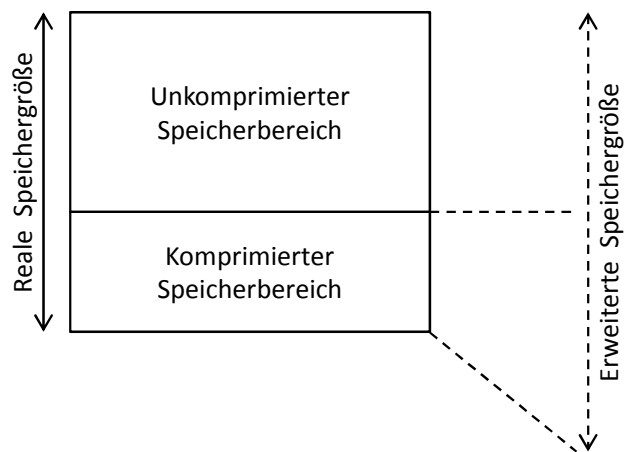 Reale Speichergröße
Unkomprimierter
Speicherbereich
Komprimierter
Speicherbereich
Erweiterte Speichergröße